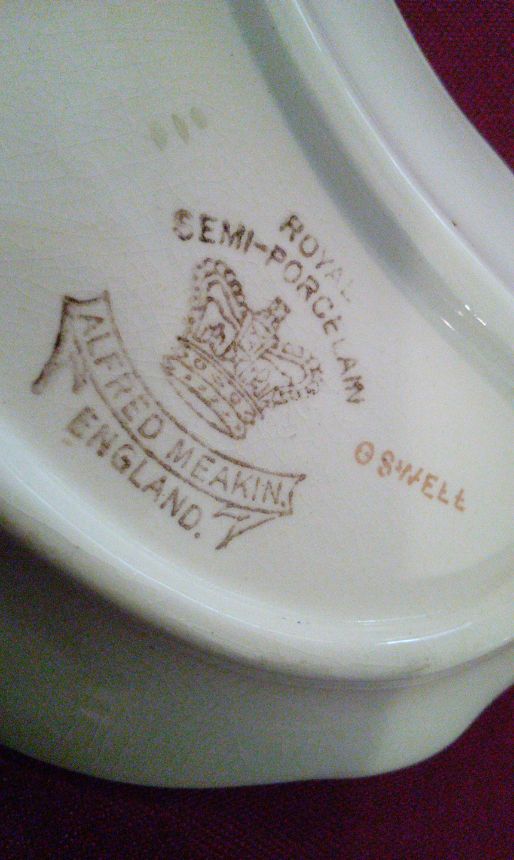 ROYAL
SEMI-PORCELAIN
ALFRED MEAKIN.
ENGLAND.
OSWELL